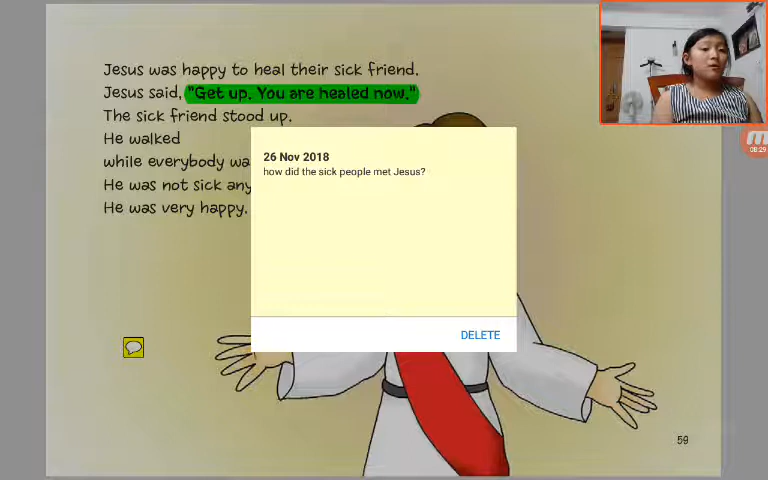 Jesus was happy to heal their sick friend.
Jesus said, "Get up. You are healed now."
The sick friend stood up.
He walked
while everybody wa
He was not sick any
He was very happy.
26 Nov 2018
how did the sick people met Jesus?
DELETE
59
08:29